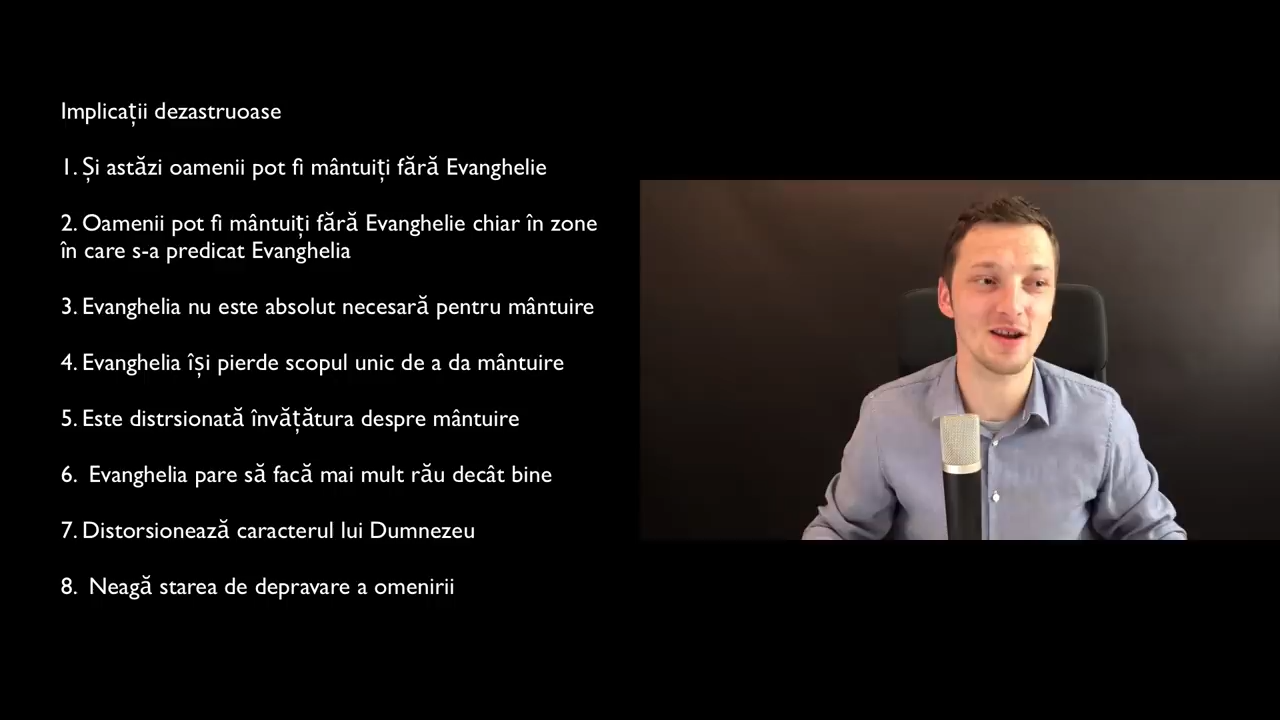 Implicații dezastruoase
1. Și astăzi oamenii pot fi mântuiți fără Evanghelie
2. Oamenii pot fi mântuiți fără Evanghelie chiar în zone
în care s-a predicat Evanghelia
3. Evanghelia nu este absolut necesară pentru mântuire
4. Evanghelia își pierde scopul unic de a da mântuire
5. Este distrsionată învățătura despre mântuire
6. Evanghelia pare să facă mai mult rău decât bine
7. Distorsionează caracterul lui Dumnezeu
8. Neagă starea de depravare a omenirii